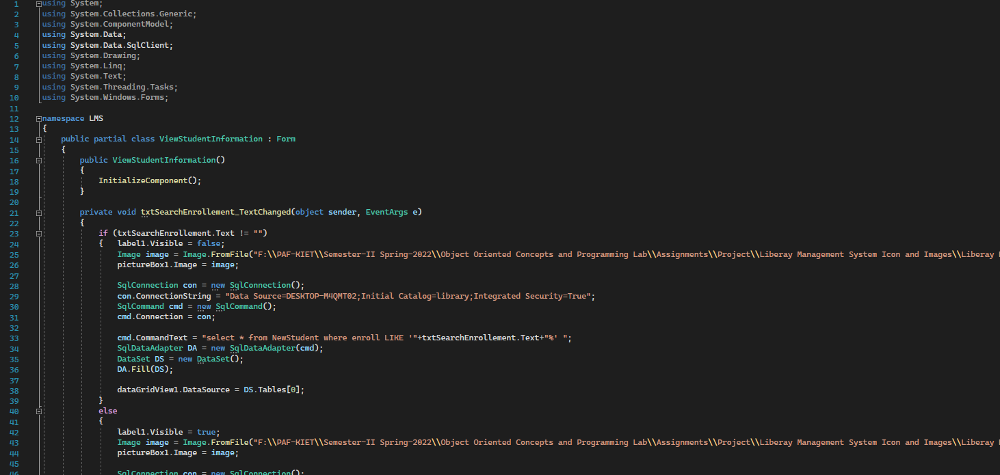 1 using System;
2 using System.Collections.Generic;
3 using System.ComponentModel;
4 using System.Data;
5 using System.Data.SqlClient;
6 using System.Drawing;
7 using System.Linq;
8 using System.Text;
9 using System.Threading.Tasks;
10 using System.Windows.Forms;
11
12 namespace LMS
13 {
14 public partial class ViewStudentInformation : Form
15 {
16 public ViewStudentInformation()
17 {
18 InitializeComponent();
19 }
20
21 private void txtSearchEnrollement_TextChanged(object sender, EventArgs e)
22 {
23 if (txtSearchEnrollement.Text != "")
24 { label1.Visible = false;
25 Image image = Image.FromFile("F:\\PAF-KIET\\Semester-II Spring-2022\\Object Oriented Concepts and Programming Lab\\Assignments\\Project\\Liberay Management System Icon and Images\\Liberay
26 pictureBox1.Image = image;
27
28 SqlConnection con = new SqlConnection();
29 con.ConnectionString = "Data Source=DESKTOP-M4QMT02;Initial Catalog=library;Integrated Security=True";
30 SqlCommand cmd = new SqlCommand();
31 cmd.Connection = con;
32
33 cmd.CommandText = "select * from NewStudent where enroll LIKE '"+txtSearchEnrollement.Text+"%' ";
34 SqlDataAdapter DA = new SqlDataAdapter(cmd);
35 DataSet DS = new DataSet();
36 DA.Fill(DS);
37
38 dataGridView1.DataSource = DS.Tables[0];
39 }
40 else
41 {
42 label1.Visible = true;
43 Image image = Image.FromFile("F:\\PAF-KIET\\Semester-II Spring-2022\\Object Oriented Concepts and Programming Lab\\Assignments\\Project\\Liberay Management System Icon and Images\\Liberay
44 pictureBox1.Image = image;
45
46 SqlConnection con = new SqlConnection();